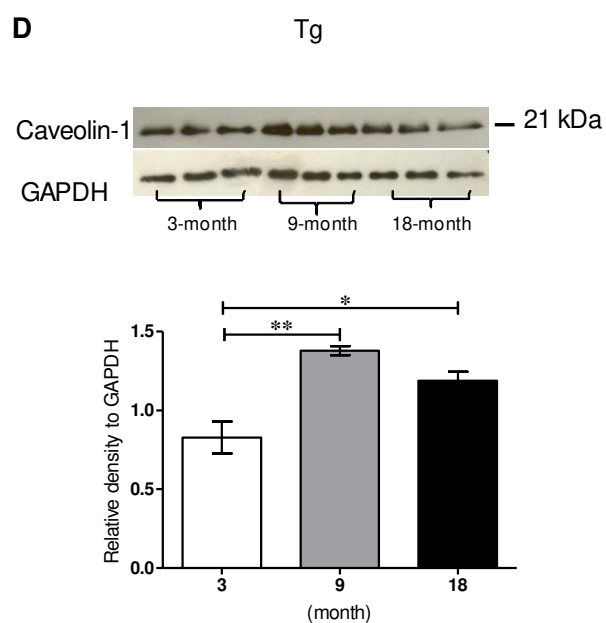 D
Tg
Caveolin-1
21 kDa
GAPDH
3-month 9-month 18-month
*
**
Relative density to GAPDH
1.5
1.0
0.5
0.0
3 9 18
(month)